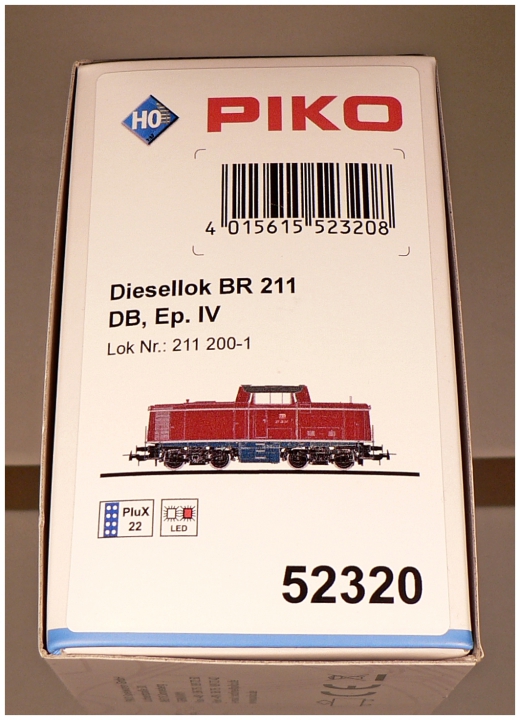 H0 PIKO
4 015615 523208
Diesellok BR 211
DB, Ep. IV
Lok Nr.: 211 200-1
PluX
22
LED
52320
CE